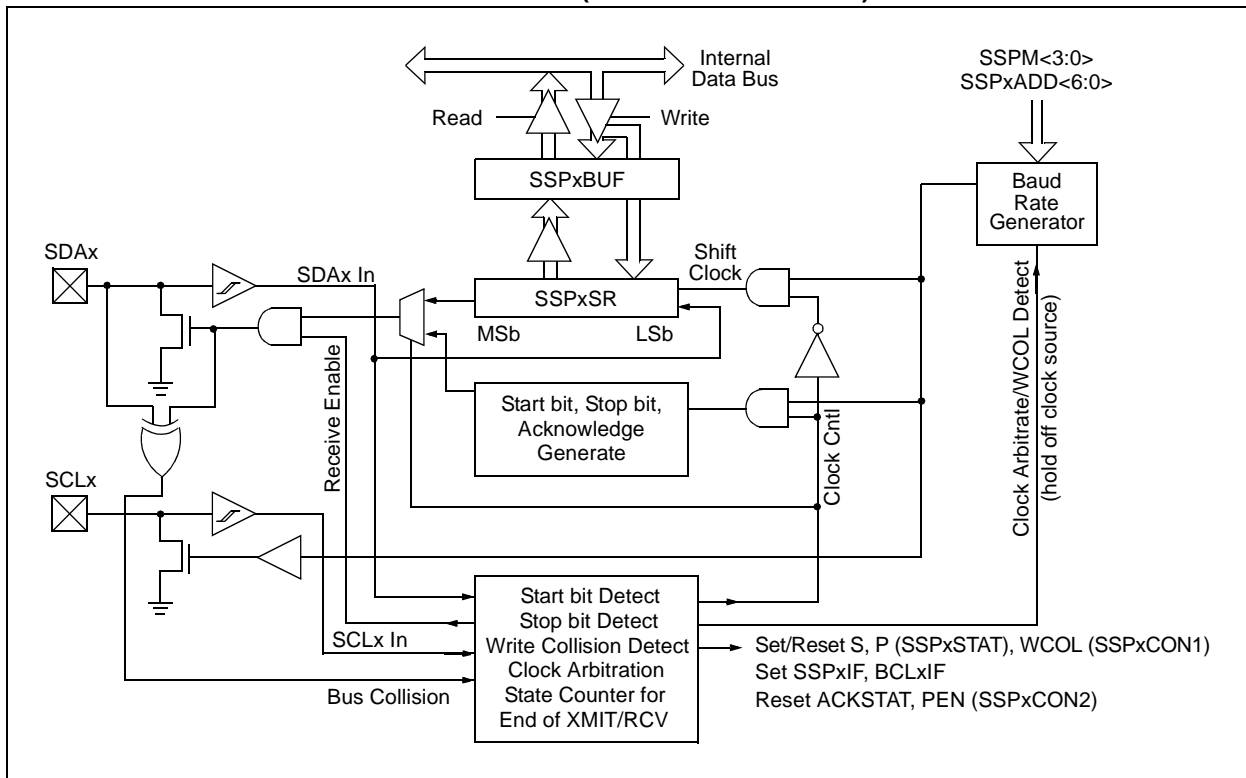 Internal
Data Bus
SSPM<3:0>
SSPxADD<6:0>
Read
Write
SSPxBUF
Baud
Rate
Generator
SDAx
SDAx In
Shift
Clock
SSPxSR
MSb
LSb
Receive Enable
Start bit, Stop bit,
Acknowledge
Generate
Clock Cntl
Clock Arbitrate/WCOL Detect
(hold off clock source)
SCLx
SCLx In
Bus Collision
Start bit Detect
Stop bit Detect
Write Collision Detect
Clock Arbitration
State Counter for
End of XMIT/RCV
Set/Reset S, P (SSPxSTAT), WCOL (SSPxCON1)
Set SSPxIF, BCLxIF
Reset ACKSTAT, PEN (SSPxCON2)